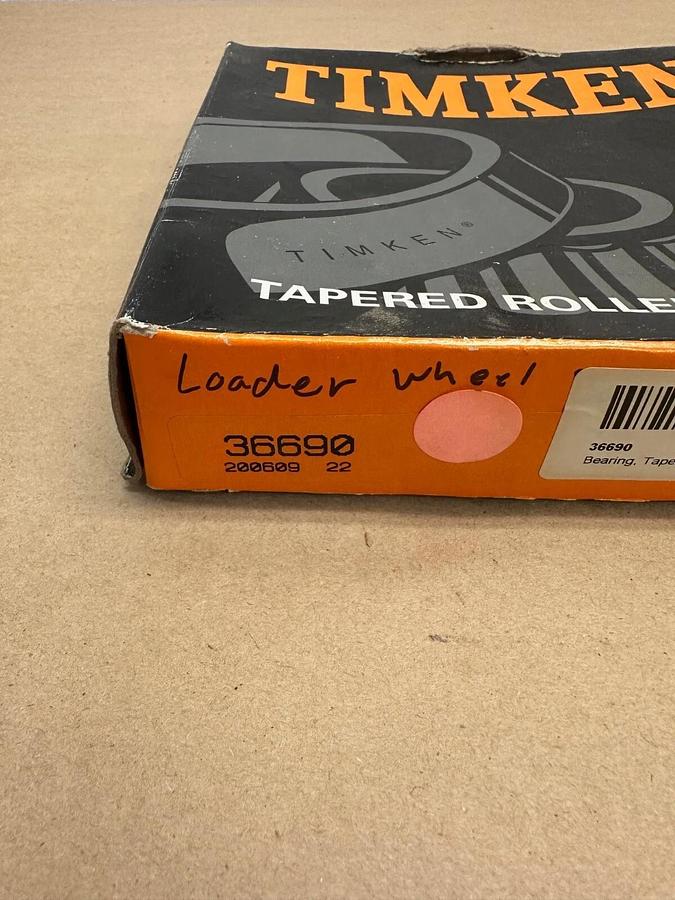 TIMKEN
TIMKEN®
TAPERED ROLLE
Loader wheel
36690
200609 22
36690
Bearing, Tape